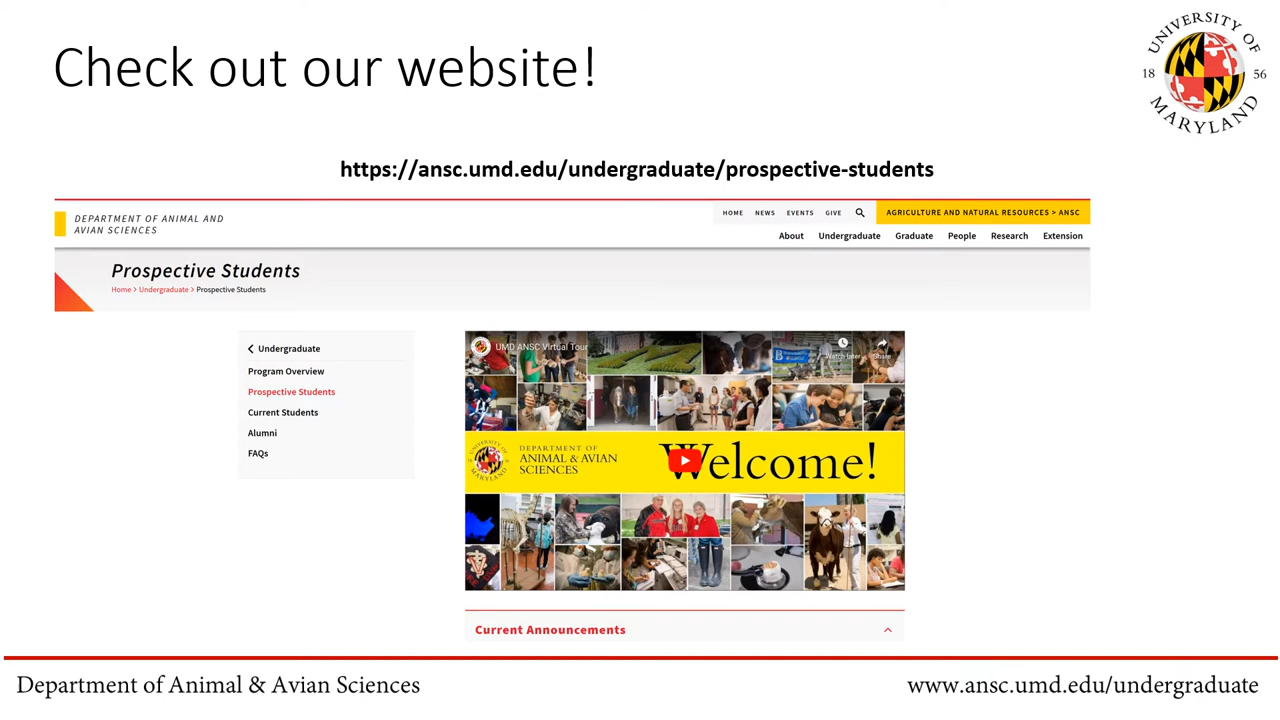 Check out our website!
UNIVERSITY OF
18 56
MARYLAND
https://ansc.umd.edu/undergraduate/prospective-students
DEPARTMENT OF ANIMAL AND
AVIAN SCIENCES
HOME NEWS EVENTS GIVE
AGRICULTURE AND NATURAL RESOURCES > ANSC
About Undergraduate Graduate People Research Extension
Prospective Students
Home > Undergraduate > Prospective Students
Undergraduate
Program Overview
Prospective Students
Current Students
Alumni
FAQs
UMD ANSC Virtual Tour
Watch later Share
DEPARTMENT OF
ANIMAL & AVIAN
SCIENCES
Welcome!
Current Announcements
Department of Animal & Avian Sciences
www.ansc.umd.edu/undergraduate